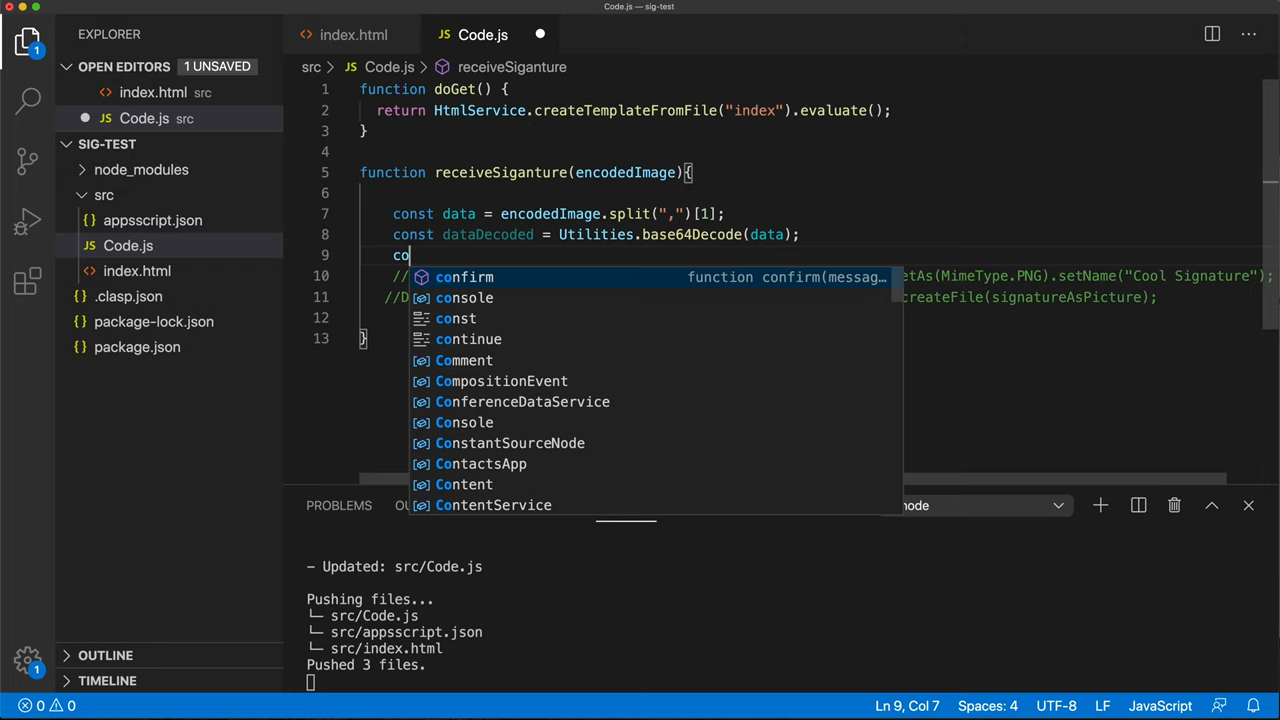 Code.js — sig-test
EXPLORER
index.html
Code.js
OPEN EDITORS 1 UNSAVED
index.html src
Code.js src
SIG-TEST
node_modules
src
appsscript.json
Code.js
index.html
.clasp.json
package-lock.json
package.json
OUTLINE
TIMELINE
src > JS Code.js > receiveSiganture
1 function doGet() {
2 return HtmlService.createTemplateFromFile("index").evaluate();
3 }
4
5 function receiveSiganture(encodedImage){
6
7 const data = encodedImage.split(",")[1];
8 const dataDecoded = Utilities.base64Decode(data);
9 co
10 // etAs(MimeType.PNG).setName("Cool Signature");
11 //D createFile(signatureAsPicture);
12
13 }
confirm function confirm(messag…
console
const
continue
Comment
CompositionEvent
ConferenceDataService
Console
ConstantSourceNode
ContactsApp
Content
ContentService
PROBLEMS OU node
- Updated: src/Code.js
Pushing files...
└─ src/Code.js
└─ src/appsscript.json
└─ src/index.html
Pushed 3 files.
0 0 Ln 9, Col 7 Spaces: 4 UTF-8 LF JavaScript